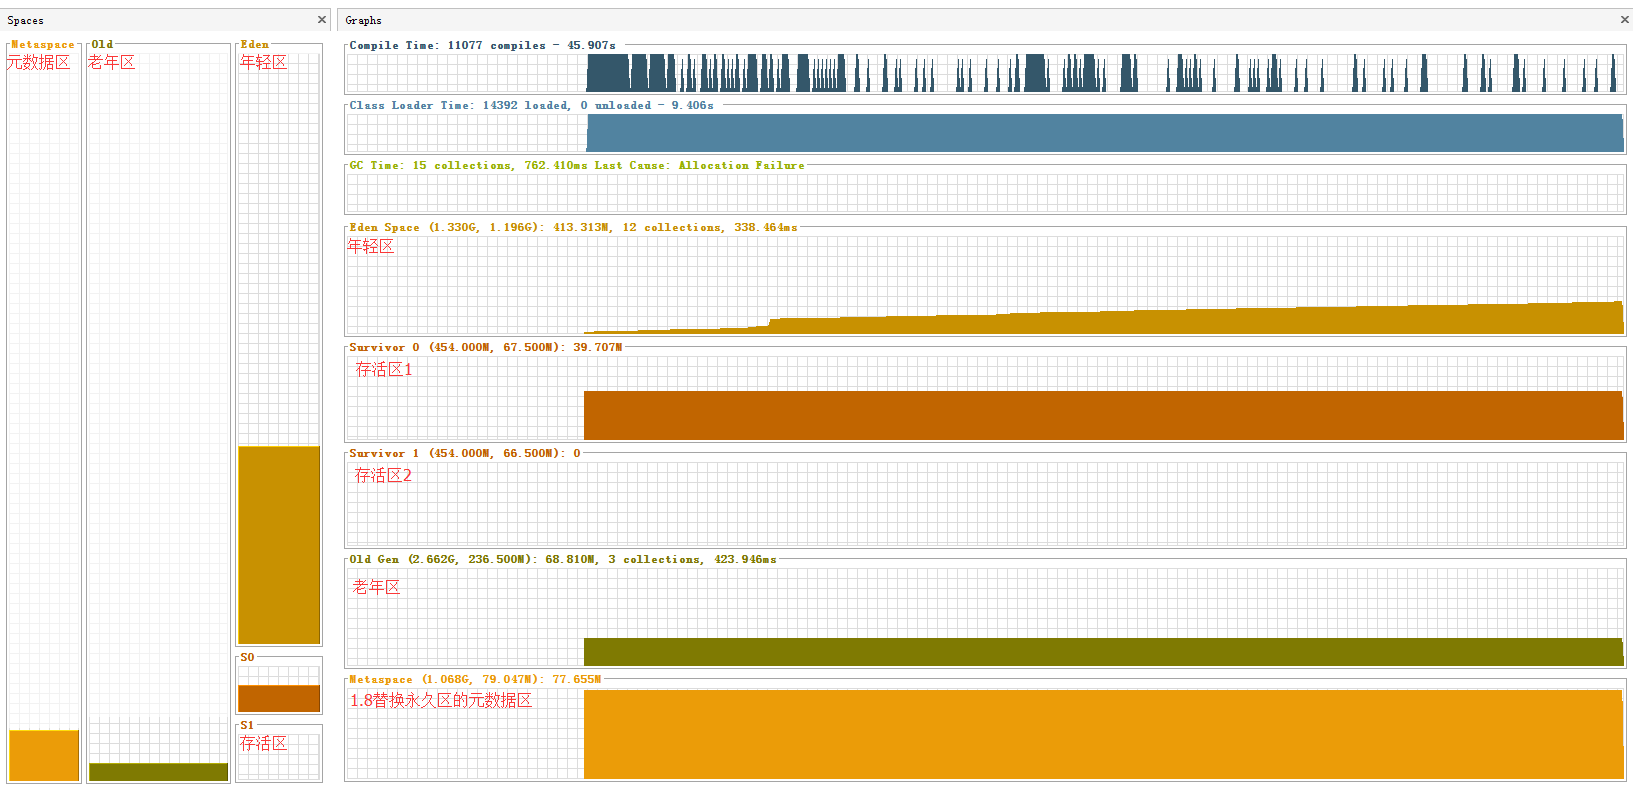 Spaces
Metaspace
元数据区
Old
老年区
Eden
年轻区
S0
S1
存活区
Graphs
Compile Time: 11077 compiles - 45.907s
Class Loader Time: 14392 loaded, 0 unloaded - 9.406s
GC Time: 15 collections, 762.410ms Last Cause: Allocation Failure
Eden Space (1.330G, 1.196G): 413.313M, 12 collections, 338.464ms
年轻区
Survivor 0 (454.000M, 67.500M): 39.707M
存活区1
Survivor 1 (454.000M, 66.500M): 0
存活区2
Old Gen (2.662G, 236.500M): 68.810M, 3 collections, 423.946ms
老年区
Metaspace (1.068G, 79.047M): 77.655M
1.8替换永久区的元数据区